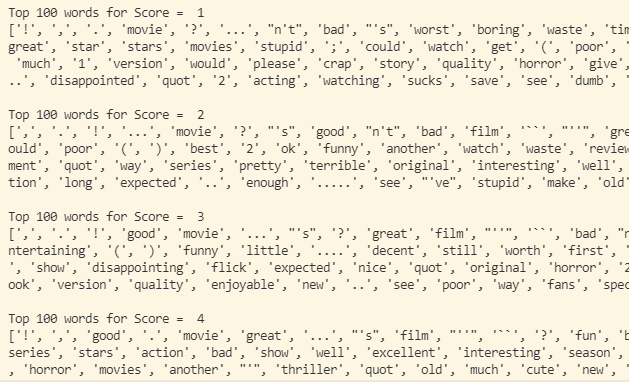 Top 100 words for Score =  1
['!', ',', '.', 'movie', '?', '...', "n't", 'bad', "'s", 'worst', 'boring', 'waste',
great', 'star', 'stars', 'movies', 'stupid', ';', 'could', 'watch', 'get', '(', 'poor', '
'much', '1', 'version', 'would', 'please', 'crap', 'story', 'quality', 'horror', 'give',
..', 'disappointed', 'quot', '2', 'acting', 'watching', 'sucks', 'save', 'see', 'dumb', '
Top 100 words for Score =  2
[',', '.', '!', '...', 'movie', '?', "'s", 'good', "n't", 'bad', 'film', '``', "''", 'gre
ould', 'poor', '(', ')', 'best', '2', 'ok', 'funny', 'another', 'watch', 'waste', 'review
ment', 'quot', 'way', 'series', 'pretty', 'terrible', 'original', 'interesting', 'well',
tion', 'long', 'expected', '..', 'enough', '.....', 'see', "'ve", 'stupid', 'make', 'old'
Top 100 words for Score =  3
[',', '.', '!', 'good', 'movie', '...', "'s", '?', 'great', 'film', "''", '``', 'bad', "n
ntertaining', '(', ')', 'funny', 'little', '....', 'decent', 'still', 'worth', 'first', '
', 'show', 'disappointing', 'flick', 'expected', 'nice', 'quot', 'original', 'horror', '2
ook', 'version', 'quality', 'enjoyable', 'new', '..', 'see', 'poor', 'way', 'fans', 'spec
Top 100 words for Score =  4
['!', ',', 'good', '.', 'movie', 'great', '...', "'s", 'film', "''", '``', '?', 'fun', 'b
series', 'stars', 'action', 'bad', 'show', 'well', 'excellent', 'interesting', 'season',
, 'horror', 'movies', 'another', "'", 'thriller', 'quot', 'old', 'much', 'cute', 'new', '